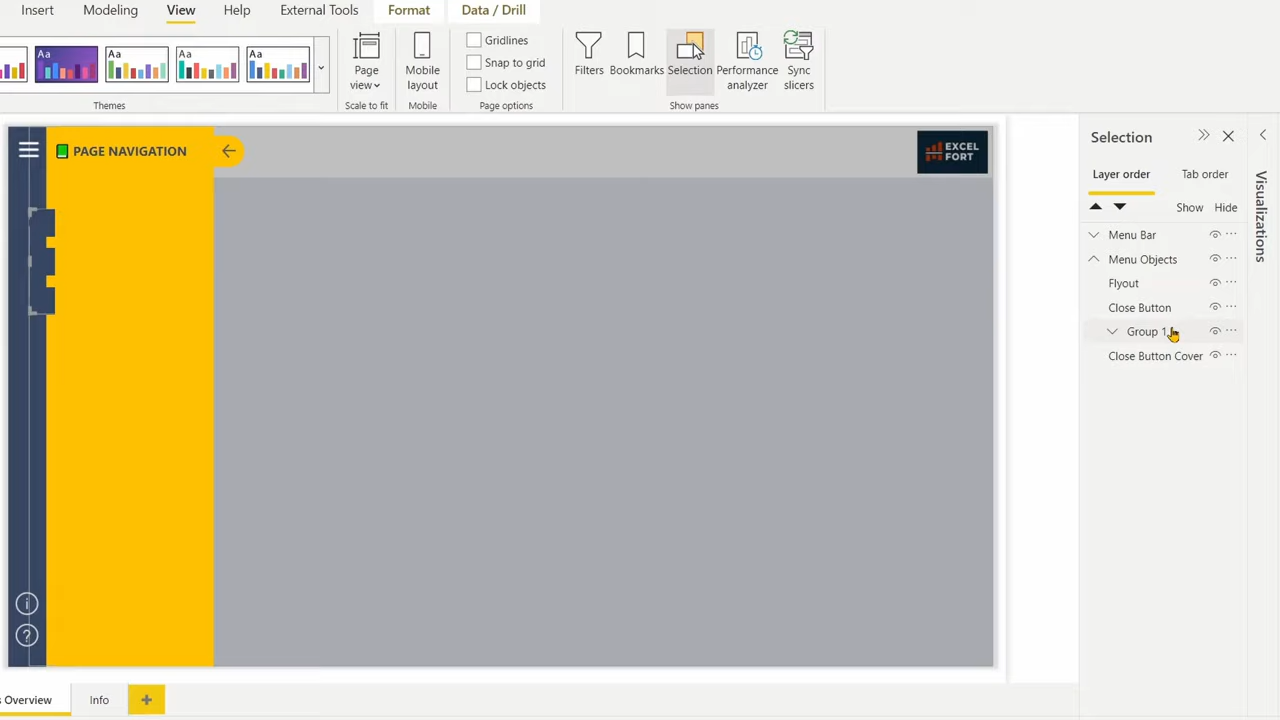 Insert
View
Modeling
Help
External Tools
Format
Data / Drill
Aa
Aa
Aa
Aa
Themes
Page
view
Scale to fit
Mobile
layout
Mobile
Gridlines
Snap to grid
Lock objects
Page options
Filters
Bookmarks
Selection
Performance
analyzer
Sync
slicers
Show panes
PAGE NAVIGATION
EXCEL
FORT
i
?
Selection
Layer order
Tab order
Show
Hide
Menu Bar
Menu Objects
Flyout
Close Button
Group 1
Close Button Cover
Visualizations
s Overview
Info